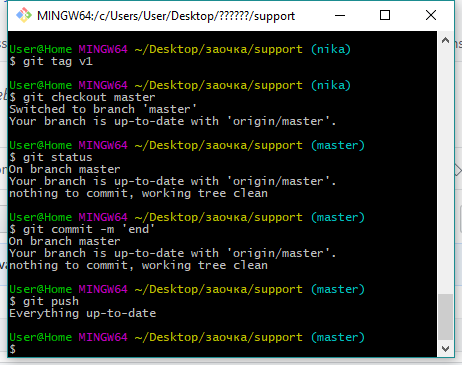 MINGW64:/c/Users/User/Desktop/??????/support
User@Home MINGW64 ~/Desktop/заочка/support (nika)
$ git tag v1
User@Home MINGW64 ~/Desktop/заочка/support (nika)
$ git checkout master
Switched to branch 'master'
Your branch is up-to-date with 'origin/master'.
User@Home MINGW64 ~/Desktop/заочка/support (master)
$ git status
On branch master
Your branch is up-to-date with 'origin/master'.
nothing to commit, working tree clean
User@Home MINGW64 ~/Desktop/заочка/support (master)
$ git commit -m 'end'
On branch master
Your branch is up-to-date with 'origin/master'.
nothing to commit, working tree clean
User@Home MINGW64 ~/Desktop/заочка/support (master)
$ git push
Everything up-to-date
User@Home MINGW64 ~/Desktop/заочка/support (master)
$